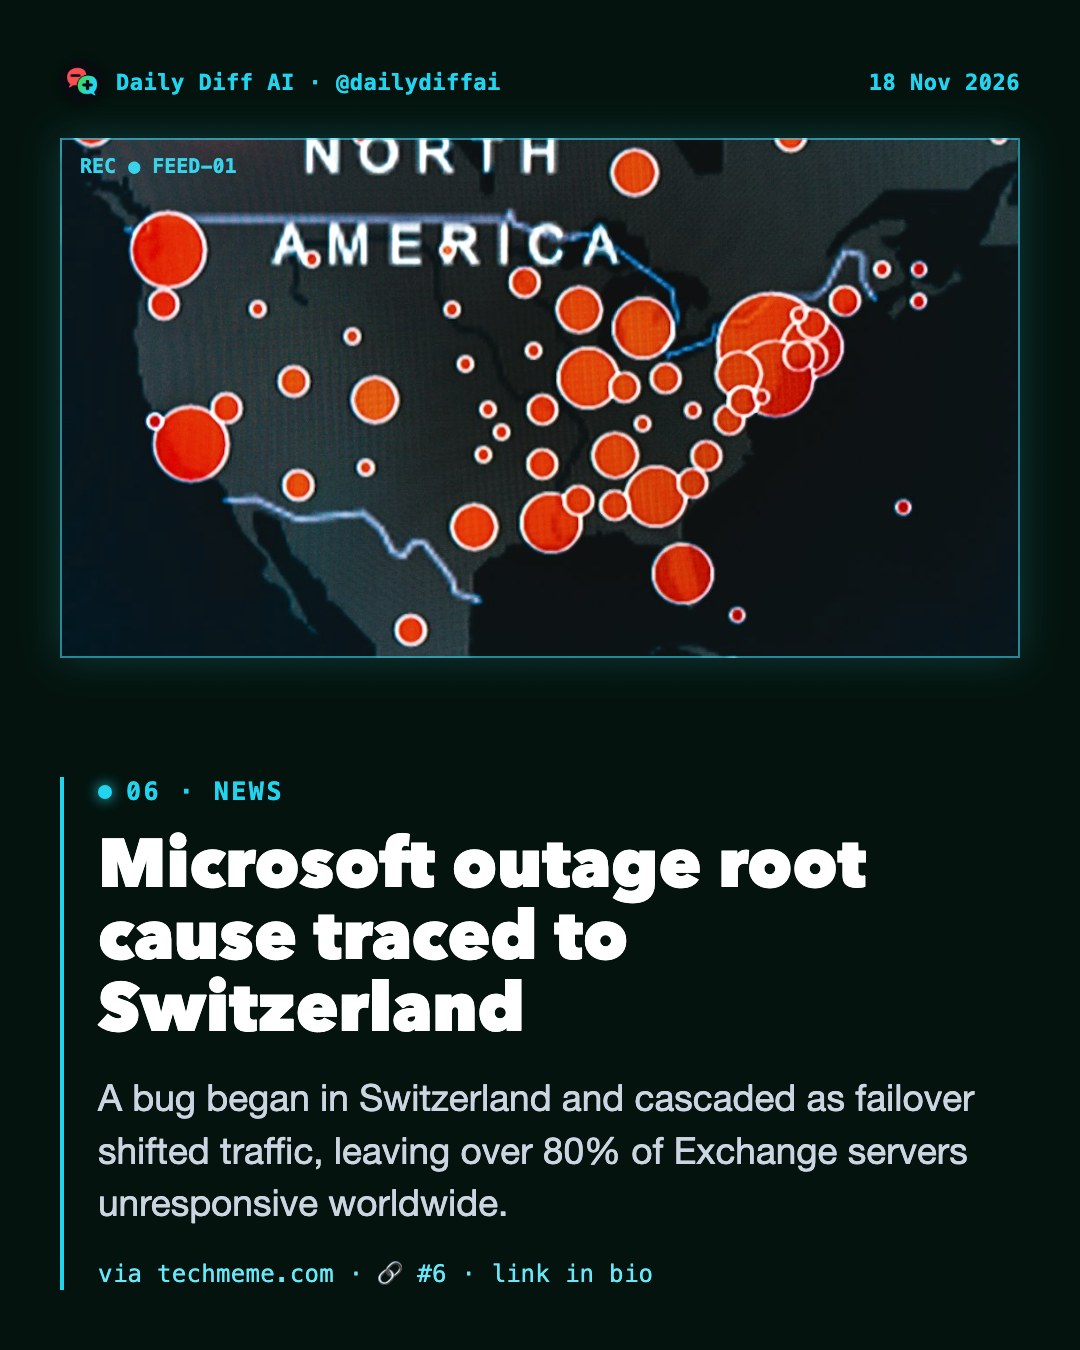 Daily Diff AI · @dailydiffai
18 Nov 2026
REC ● FEED–01
NORTH
AMERICA
06 · NEWS
Microsoft outage root
cause traced to
Switzerland
A bug began in Switzerland and cascaded as failover
shifted traffic, leaving over 80% of Exchange servers
unresponsive worldwide.
via techmeme.com · 🔗 #6 · link in bio